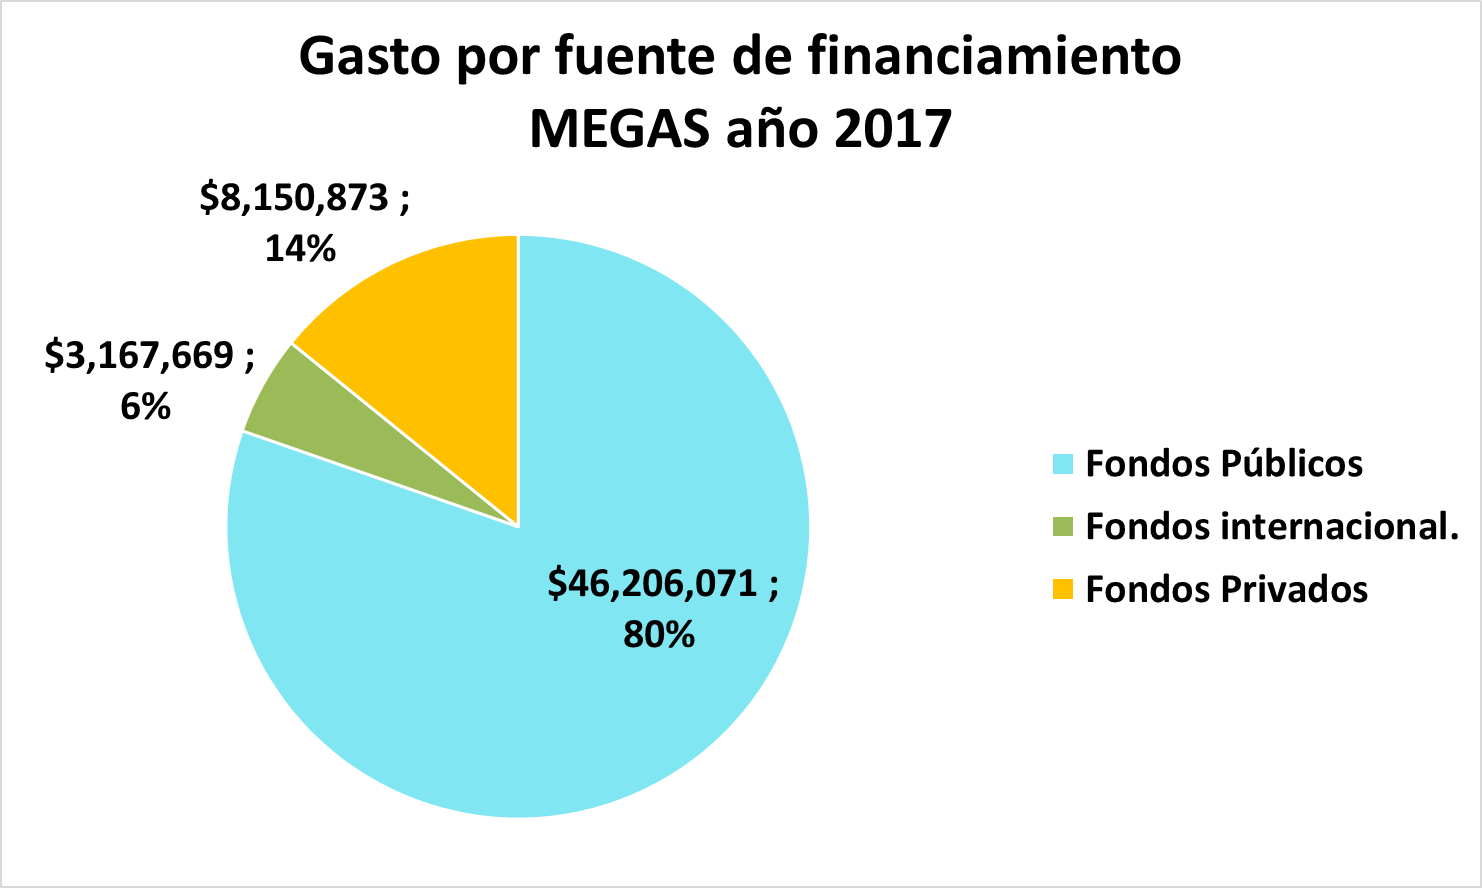 Gasto por fuente de financiamiento
MEGAS año 2017
$8,150,873 ;
14%
$3,167,669 ;
6%
$46,206,071 ;
80%
Fondos Públicos
Fondos internacional.
Fondos Privados